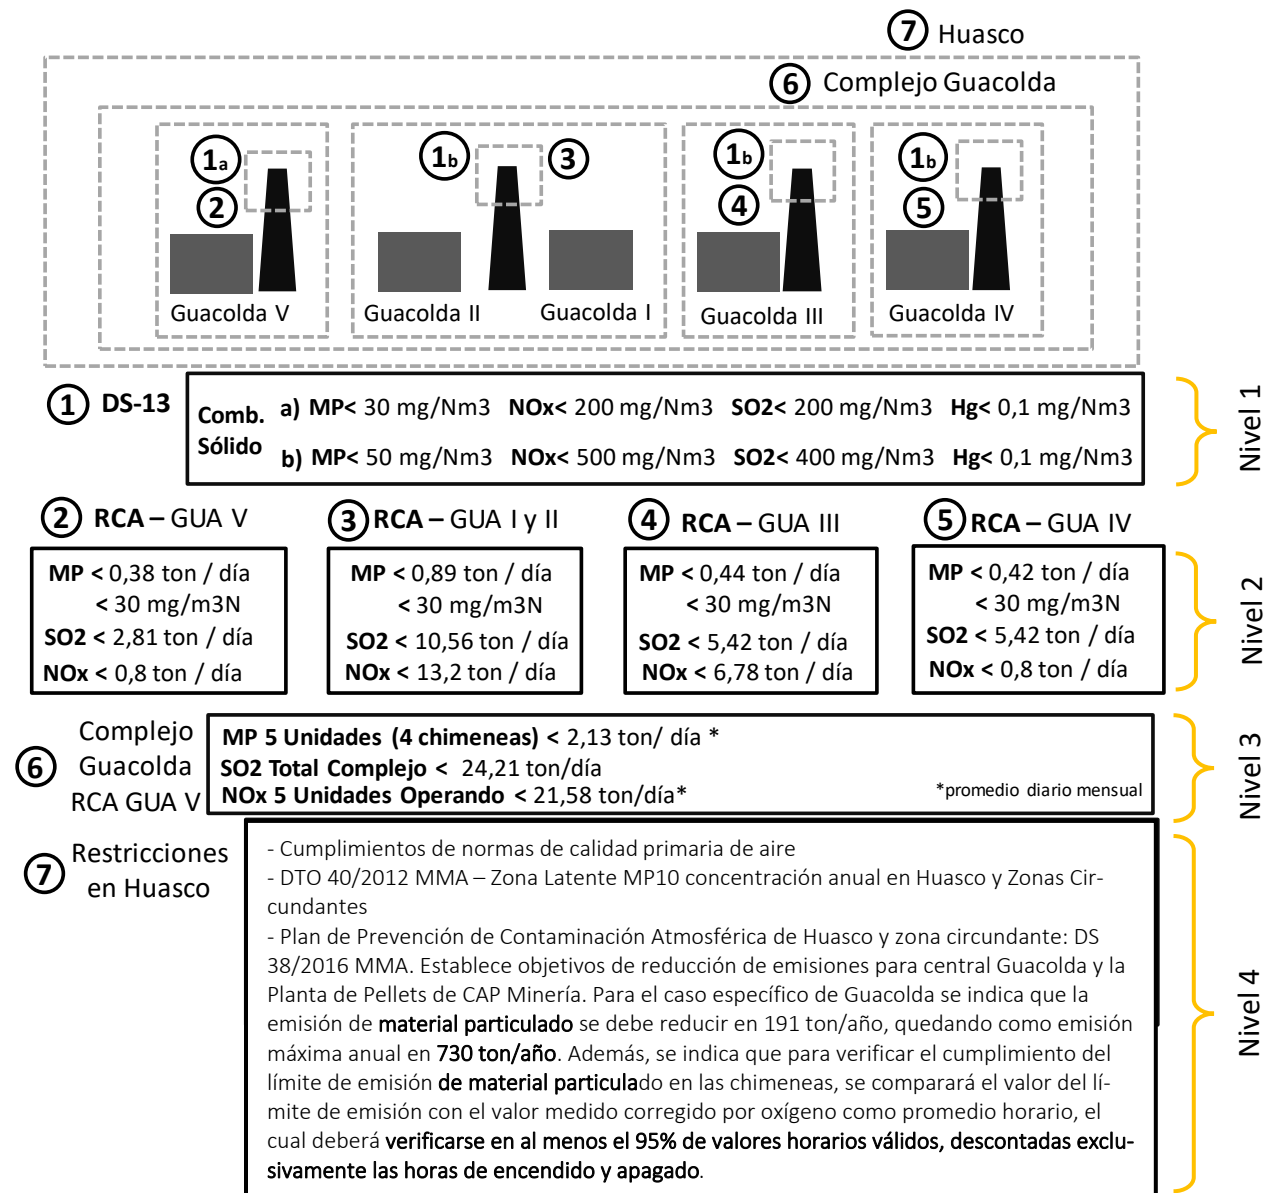 7 Huasco
6 Complejo Guacolda
1a
1b
3
1b
1b
2
4
5
Guacolda V
Guacolda II
Guacolda I
Guacolda III
Guacolda IV
1 DS-13
Comb. Sólido
a) MP< 30 mg/Nm3 NOx< 200 mg/Nm3 SO2< 200 mg/Nm3 Hg< 0,1 mg/Nm3
b) MP< 50 mg/Nm3 NOx< 500 mg/Nm3 SO2< 400 mg/Nm3 Hg< 0,1 mg/Nm3
Nivel 1
2 RCA – GUA V
MP < 0,38 ton / día
< 30 mg/m3N
SO2 < 2,81 ton / día
NOx < 0,8 ton / día
3 RCA – GUA I y II
MP < 0,89 ton / día
< 30 mg/m3N
SO2 < 10,56 ton / día
NOx < 13,2 ton / día
4 RCA – GUA III
MP < 0,44 ton / día
< 30 mg/m3N
SO2 < 5,42 ton / día
NOx < 6,78 ton / día
5 RCA – GUA IV
MP < 0,42 ton / día
< 30 mg/m3N
SO2 < 5,42 ton / día
NOx < 0,8 ton / día
Nivel 2
6
Complejo
Guacolda
RCA GUA V
MP 5 Unidades (4 chimeneas) < 2,13 ton/ día *
SO2 Total Complejo < 24,21 ton/día
NOx 5 Unidades Operando < 21,58 ton/día*
*promedio diario mensual
Nivel 3
7
Restricciones
en Huasco
- Cumplimientos de normas de calidad primaria de aire
- DTO 40/2012 MMA – Zona Latente MP10 concentración anual en Huasco y Zonas Cir-
cundantes
- Plan de Prevención de Contaminación Atmosférica de Huasco y zona circundante: DS
38/2016 MMA. Establece objetivos de reducción de emisiones para central Guacolda y la
Planta de Pellets de CAP Minería. Para el caso específico de Guacolda se indica que la
emisión de material particulado se debe reducir en 191 ton/año, quedando como emisión
máxima anual en 730 ton/año. Además, se indica que para verificar el cumplimiento del
límite de emisión de material particulado en las chimeneas, se comparará el valor del lí-
mite de emisión con el valor medido corregido por oxígeno como promedio horario, el
cual deberá verificarse en al menos el 95% de valores horarios válidos, descontadas exclu-
sivamente las horas de encendido y apagado.
Nivel 4